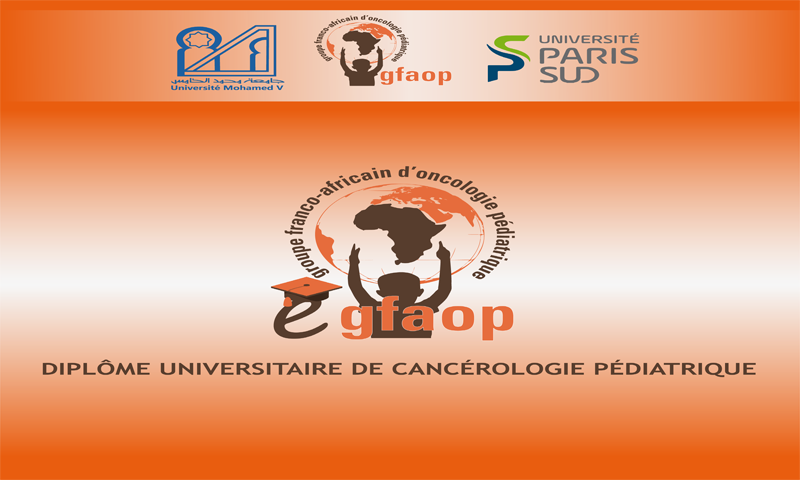 جامعة محمد الخامس
Université Mohamed V
groupe franco-africain d'oncologie pédiatrique
gfaop
UNIVERSITÉ
PARIS
SUD
groupe franco-africain d'oncologie pédiatrique
e gfaop
DIPLÔME UNIVERSITAIRE DE CANCÉROLOGIE PÉDIATRIQUE